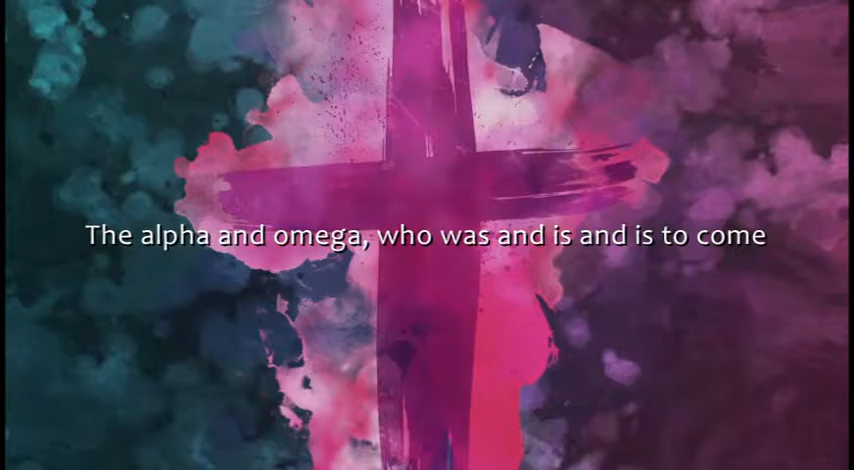 The alpha and omega, who was and is and is to come